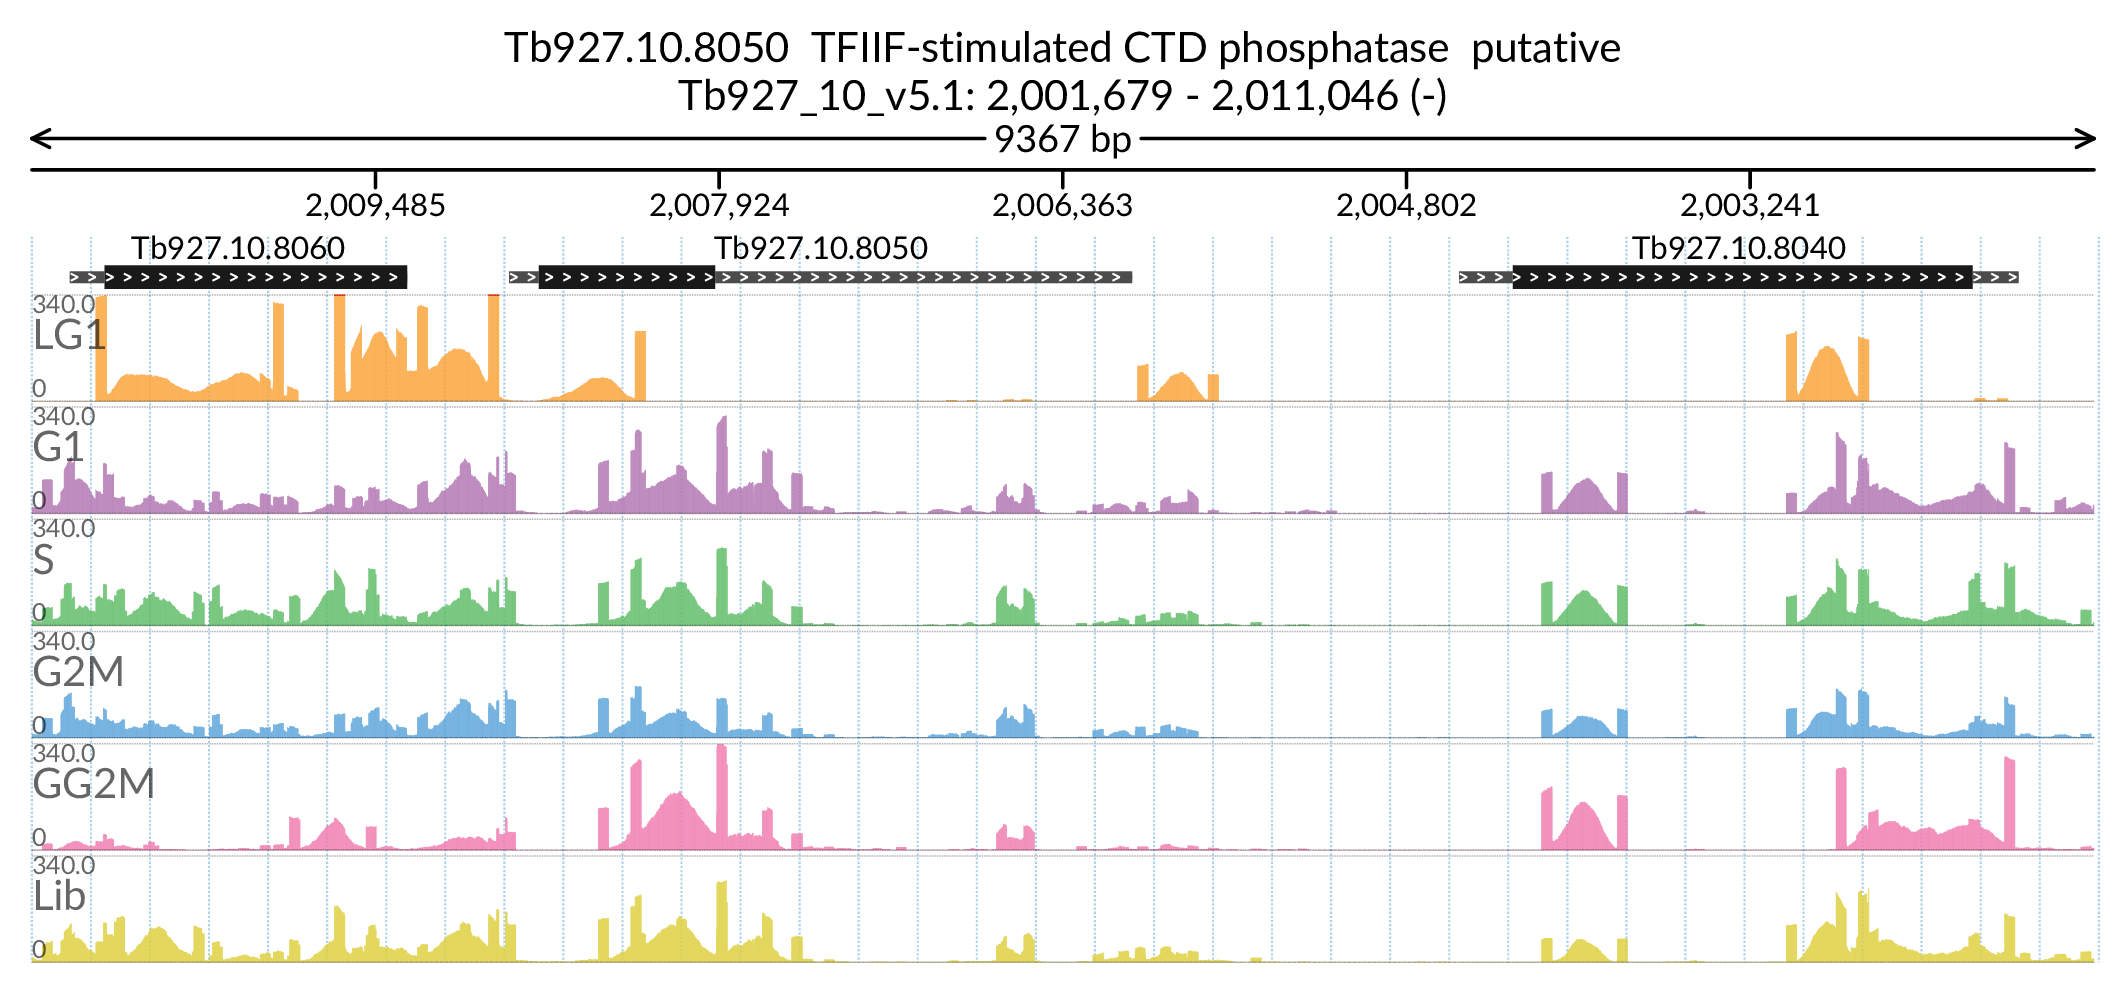 Tb927.10.8050  TFIIF-stimulated CTD phosphatase  putative
Tb927_10_v5.1: 2,001,679 - 2,011,046 (-)
9367 bp
2,009,485 2,007,924 2,006,363 2,004,802 2,003,241
Tb927.10.8060 Tb927.10.8050 Tb927.10.8040
340.0
LG1
0
340.0
G1
0
340.0
S
0
340.0
G2M
0
340.0
GG2M
0
340.0
Lib
0